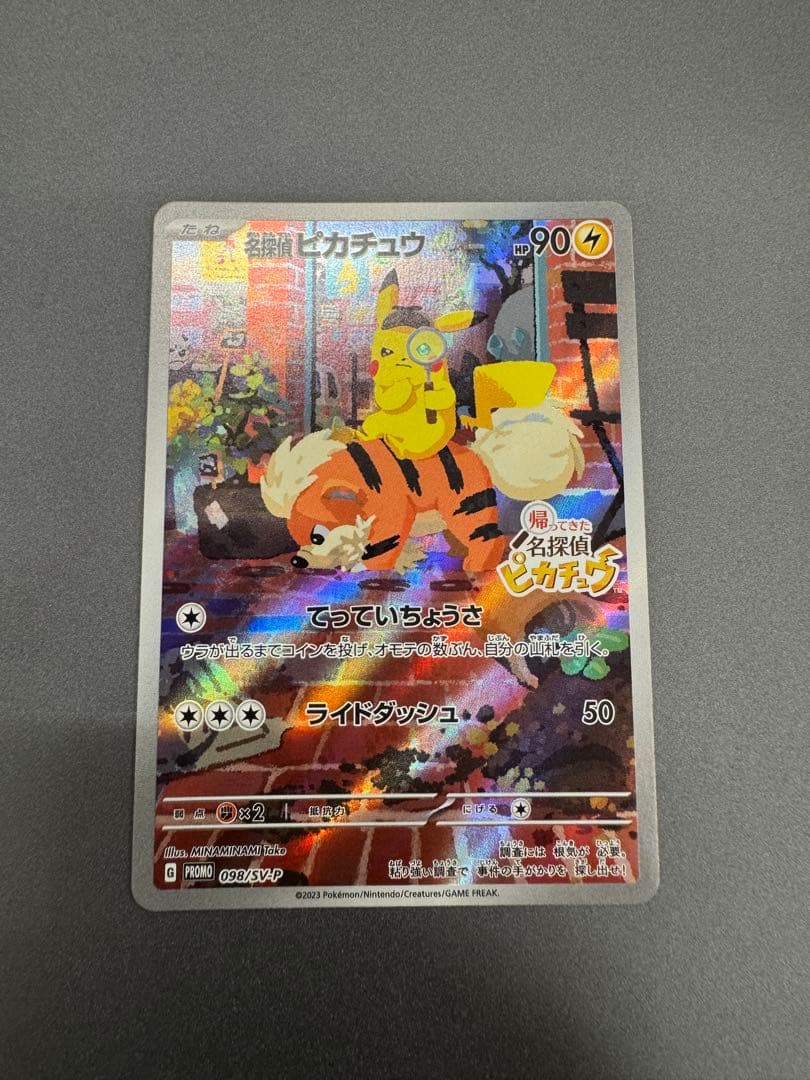 たね 名探偵ピカチュウ HP90
帰ってきた
名探偵
ピカチュウ™
てっていちょうさ
ウラが出るまでコインを投げ、オモテの数ぶん、自分の山札を引く。
ライドダッシュ 50
弱点 ×2 抵抗力 にげる
Illus. MINAMINAMI Take
調査には 根気が 必要。
G PROMO 098/SV-P
粘り強い調査で 事件の手がかりを 探し出せ!
©2023 Pokémon/Nintendo/Creatures/GAME FREAK.